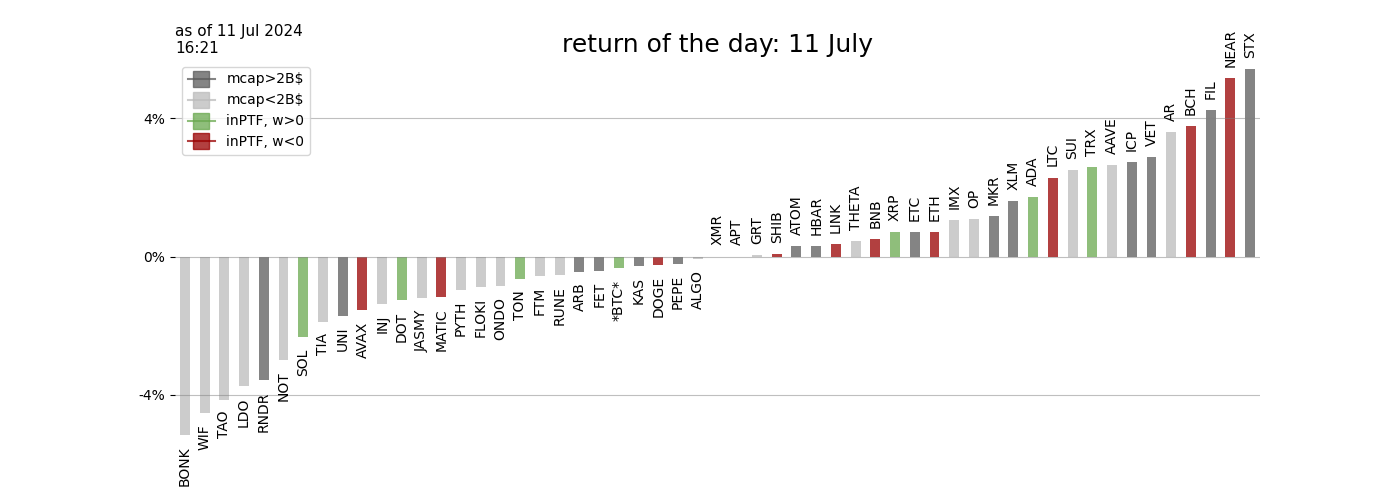 as of 11 Jul 2024
16:21
return of the day: 11 July
mcap>2B$
mcap<2B$
inPTF, w>0
inPTF, w<0
4%
0%
-4%
BONK
WIF
TAO
LDO
RNDR
NOT
SOL
TIA
UNI
AVAX
INJ
DOT
JASMY
MATIC
PYTH
FLOKI
ONDO
TON
FTM
RUNE
ARB
FET
*BTC*
KAS
DOGE
PEPE
ALGO
XMR
APT
GRT
SHIB
ATOM
HBAR
LINK
THETA
BNB
XRP
ETC
ETH
IMX
OP
MKR
XLM
ADA
LTC
SUI
TRX
AAVE
ICP
VET
AR
BCH
FIL
NEAR
STX